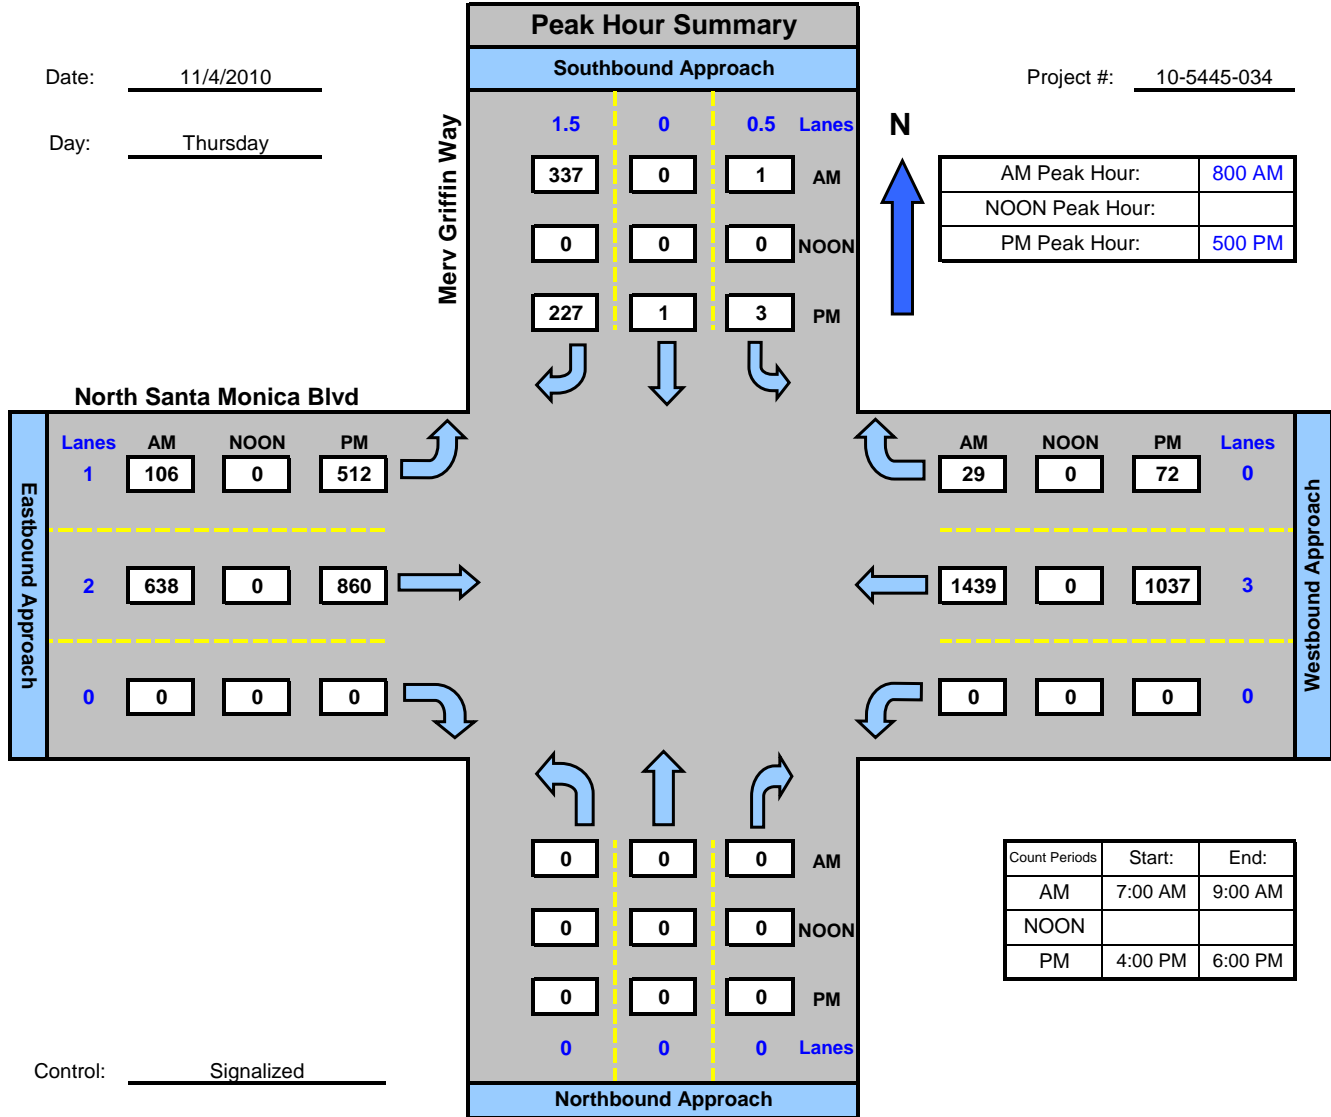 Peak Hour Summary
Southbound Approach
Date: 11/4/2010
Project #: 10-5445-034
Day: Thursday
Merv Griffin Way
1.5 0 0.5 Lanes
337 0 1 AM
0 0 0 NOON
227 1 3 PM
N
AM Peak Hour: 800 AM
NOON Peak Hour:
PM Peak Hour: 500 PM
North Santa Monica Blvd
Eastbound Approach
Lanes AM NOON PM
1 106 0 512
2 638 0 860
0 0 0 0
AM NOON PM Lanes
29 0 72 0
1439 0 1037 3
0 0 0 0
Westbound Approach
0 0 0 AM
0 0 0 NOON
0 0 0 PM
0 0 0 Lanes
Northbound Approach
Count Periods Start: End:
AM 7:00 AM 9:00 AM
NOON
PM 4:00 PM 6:00 PM
Control: Signalized